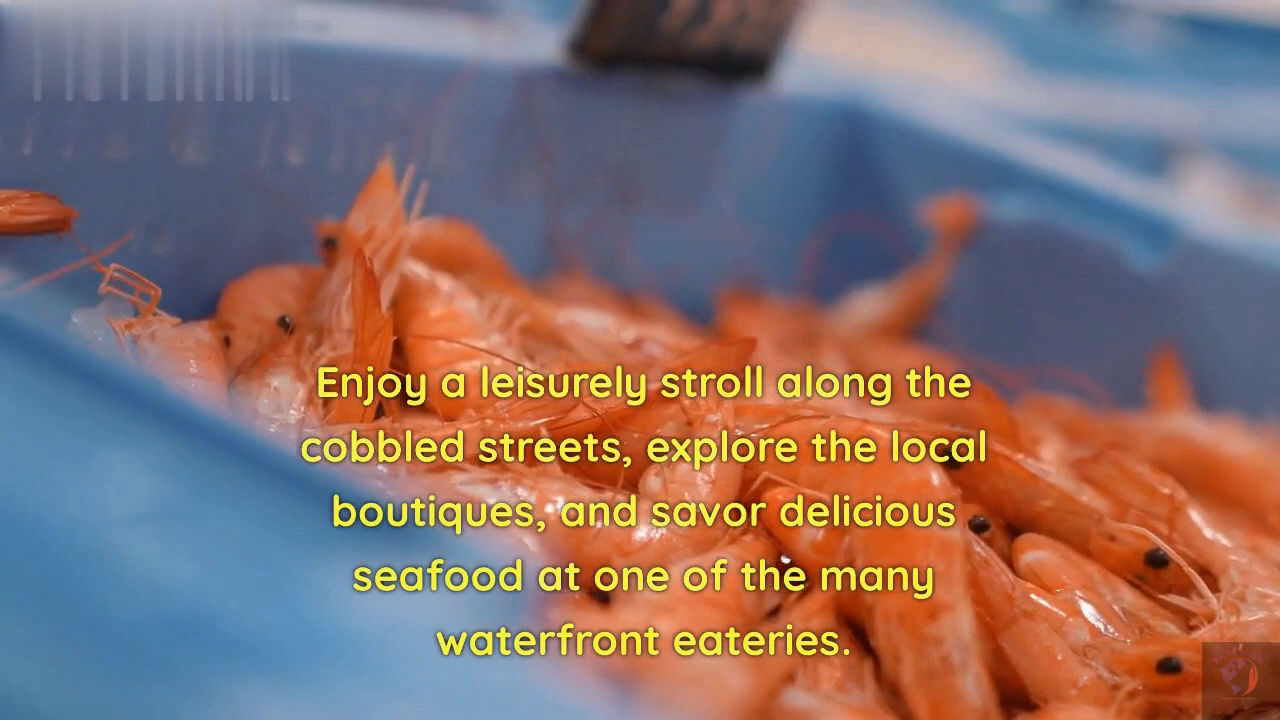 Enjoy a leisurely stroll along the
cobbled streets, explore the local
boutiques, and savor delicious
seafood at one of the many
waterfront eateries.